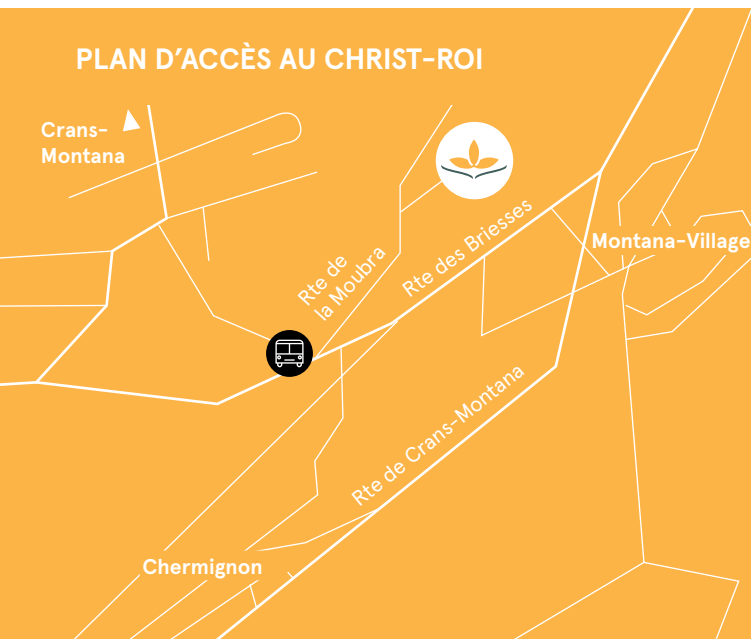 PLAN D’ACCÈS AU CHRIST-ROI
Crans-
Montana
Rte de
la Moubra
Rte des Briesses
Montana-Village
Rte de Crans-Montana
Chermignon